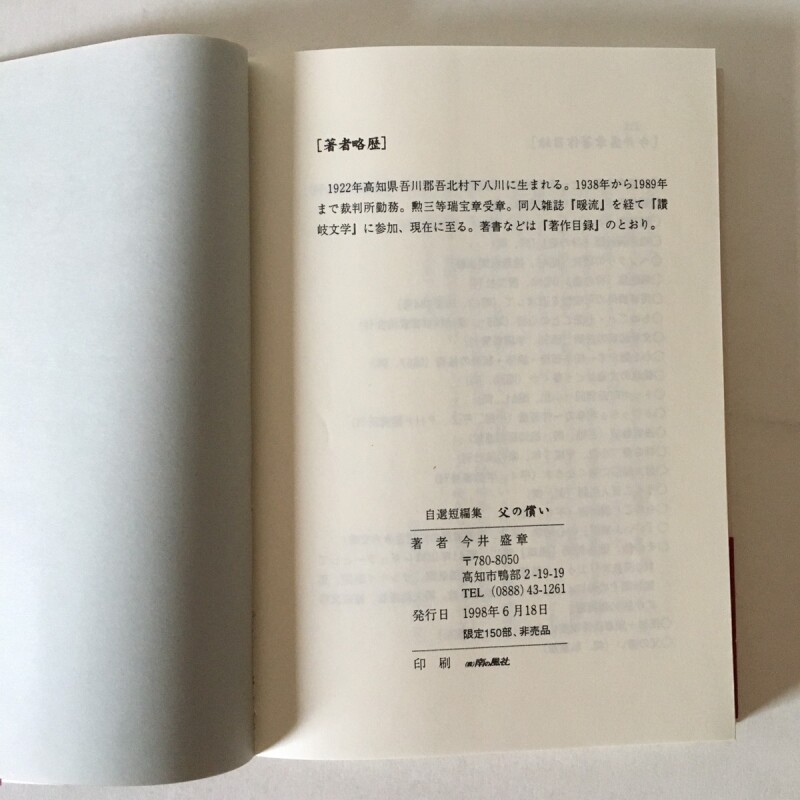 ［著者略歴］
1922年高知県吾川郡吾北村下八川に生まれる。1938年から1989年
まで裁判所勤務。勲三等瑞宝章受章。同人雑誌『暖流』を経て『讃
岐文学』に参加、現在に至る。著書などは『著作目録』のとおり。
自選短編集 父の償い
著者 今井盛章
〒780-8050
高知市鴨部2-19-19
TEL (0888) 43-1261
発行日 1998年6月18日
限定150部、非売品
印刷 ㈱南の風社